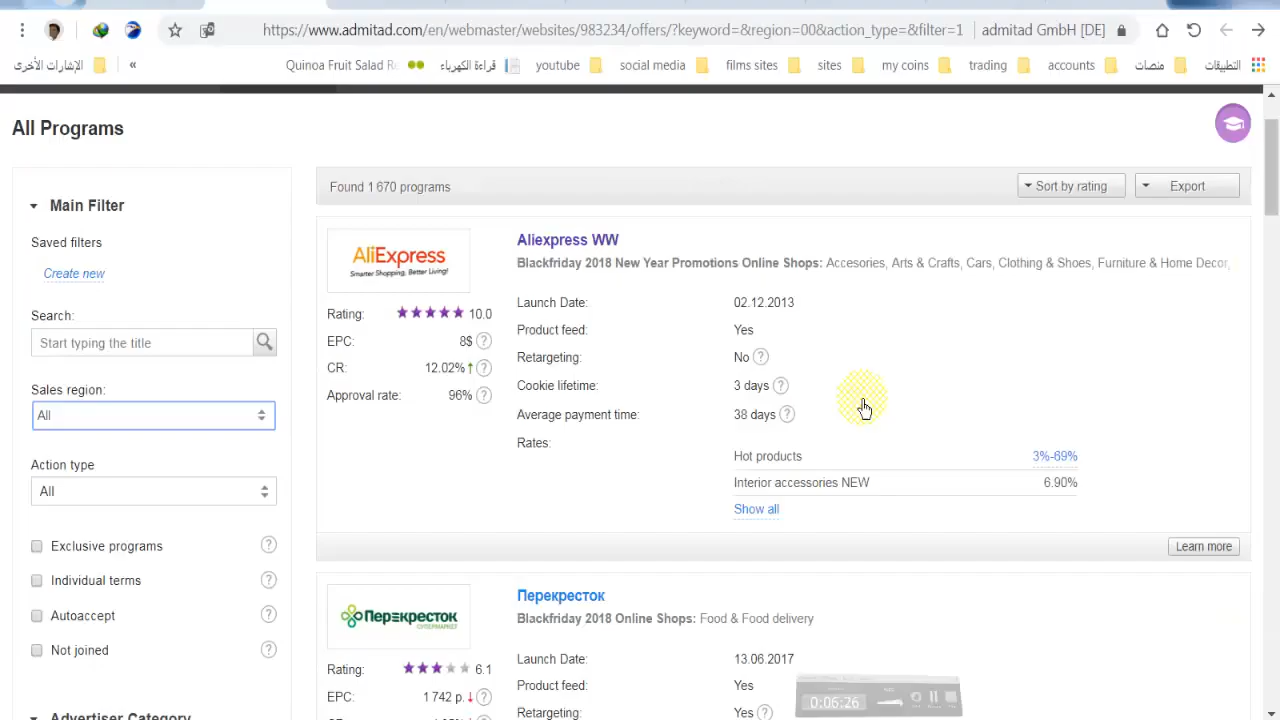 https://www.admitad.com/en/webmaster/websites/983234/offers/?keyword=&region=00&action_type=&filter=1
admitad GmbH [DE]
الإشارات الأخرى
«
Quinoa Fruit Salad Re
قراءة الكهرباء
youtube
social media
films sites
sites
my coins
trading
accounts
منصات
التطبيقات
All Programs
Main Filter
Saved filters
Create new
Search:
Start typing the title
Sales region:
All
Action type
All
Exclusive programs ?
Individual terms ?
Autoaccept ?
Not joined ?
Found 1 670 programs
Sort by rating
Export
AliExpress
Smarter Shopping, Better Living!
Rating: 10.0
EPC: 8$ ?
CR: 12.02% ?
Approval rate: 96% ?
Aliexpress WW
Blackfriday 2018 New Year Promotions Online Shops: Accesories, Arts & Crafts, Cars, Clothing & Shoes, Furniture & Home Decor,
Launch Date: 02.12.2013
Product feed: Yes
Retargeting: No ?
Cookie lifetime: 3 days ?
Average payment time: 38 days ?
Rates:
Hot products 3%-69%
Interior accessories NEW 6.90%
Show all
Learn more
Перекресток
СУПЕРМАРКЕТ
Rating: 6.1
EPC: 1 742 р. ?
Перекресток
Blackfriday 2018 Online Shops: Food & Food delivery
Launch Date: 13.06.2017
Product feed: Yes
Retargeting: Yes ?
0:06:26
Advertiser Category